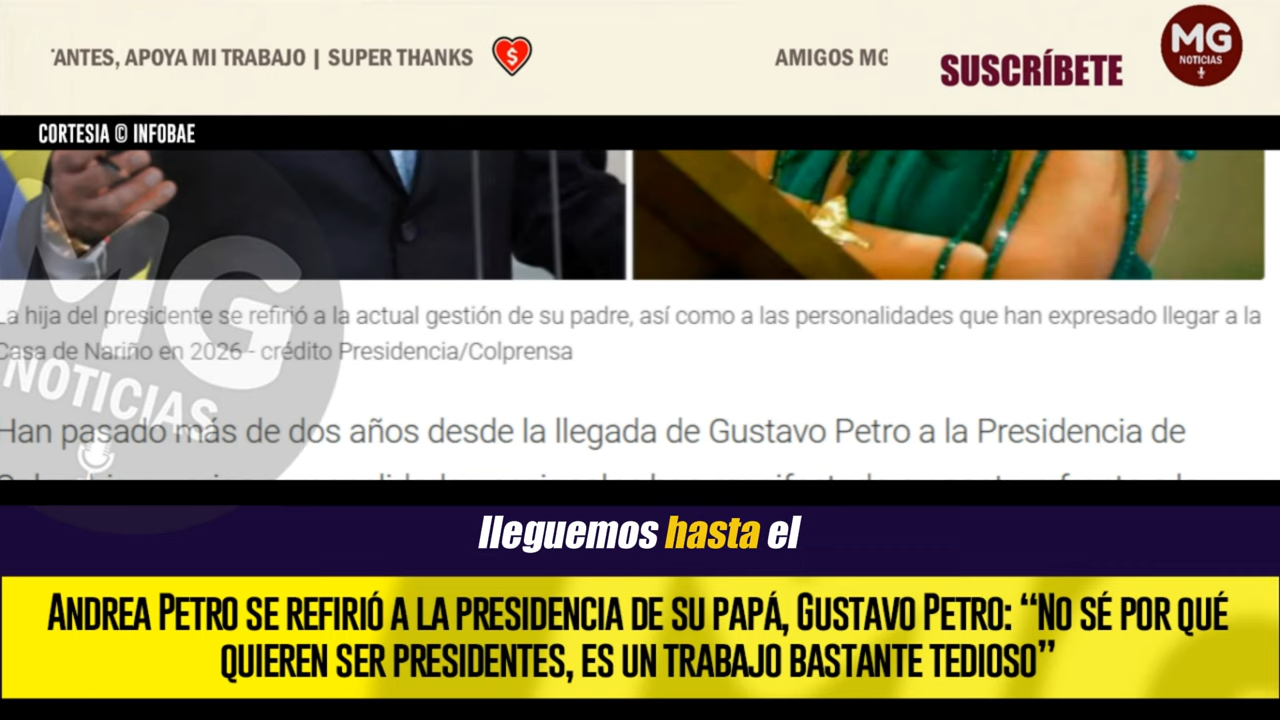 TANTES, APOYA MI TRABAJO | SUPER THANKS
AMIGOS MG
SUSCRÍBETE
MG
NOTICIAS
CORTESIA © INFOBAE
La hija del presidente se refirió a la actual gestión de su padre, así como a las personalidades que han expresado llegar a la
Casa de Nariño en 2026 - crédito Presidencia/Colprensa
MG
NOTICIAS
Han pasado más de dos años desde la llegada de Gustavo Petro a la Presidencia de
lleguemos hasta el
ANDREA PETRO SE REFIRIÓ A LA PRESIDENCIA DE SU PAPÁ, GUSTAVO PETRO: “NO SÉ POR QUÉ
QUIEREN SER PRESIDENTES, ES UN TRABAJO BASTANTE TEDIOSO”